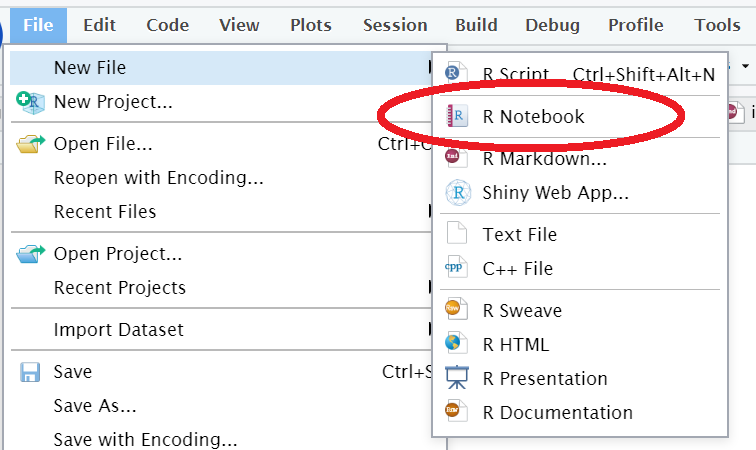 File Edit Code View Plots Session Build Debug Profile Tools
New File
New Project...
Open File... Ctrl+
Reopen with Encoding...
Recent Files
Open Project...
Recent Projects
Import Dataset
Save Ctrl+S
Save As...
Save with Encoding...
R Script Ctrl+Shift+Alt+N
R Notebook
R Markdown...
Shiny Web App...
Text File
C++ File
R Sweave
R HTML
R Presentation
R Documentation